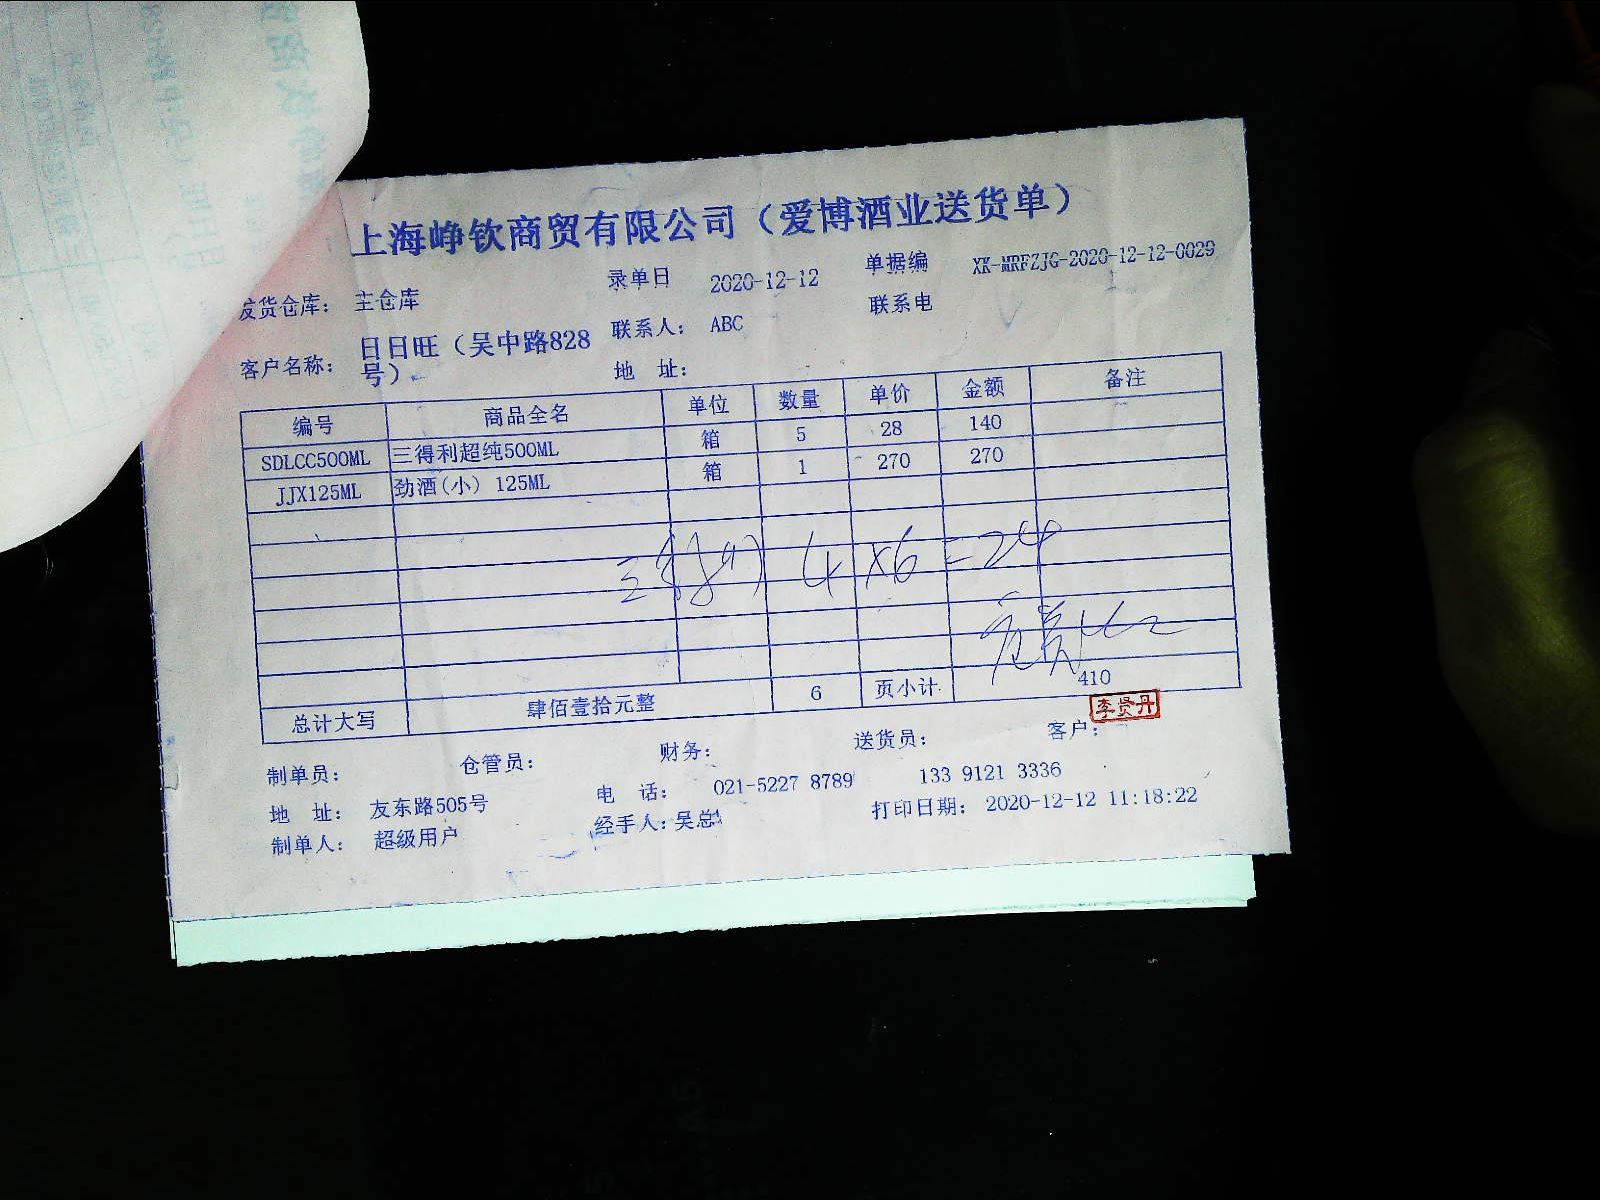 上海峥钦商贸有限公司（爱博酒业送货单）
发货仓库： 主仓库 录单日 2020-12-12 单据编 XK-MRFZJG-2020-12-12-0029
客户名称： 日日旺（吴中路828号） 联系人： ABC 联系电
地 址：
编号 商品全名 单位 数量 单价 金额 备注
SDLCC500ML 三得利超纯500ML 箱 5 28 140
JJX125ML 劲酒(小) 125ML 箱 1 270 270
4×6=24
总计大写 肆佰壹拾元整 6 页小计 410
制单员： 仓管员： 财务： 送货员： 客户： 李贤丹
地 址： 友东路505号 电 话： 021-5227 8789 133 9121 3336
制单人： 超级用户 经手人：吴总 打印日期： 2020-12-12 11:18:22